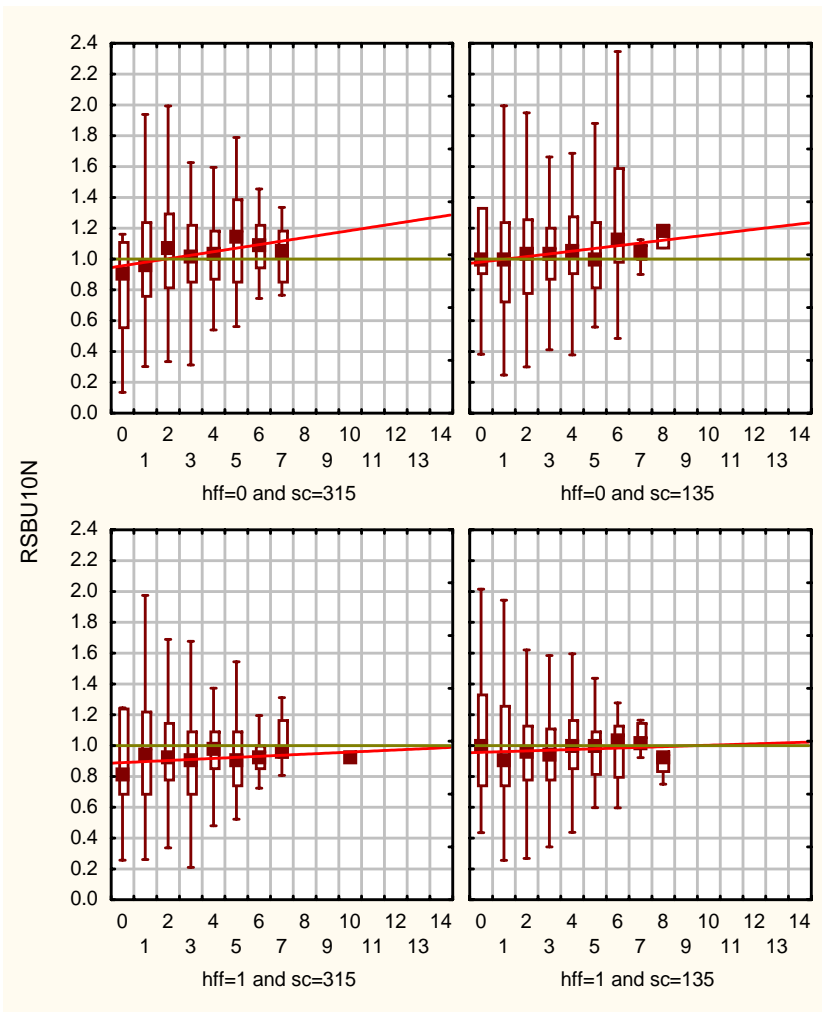 RSBU10N
2.4
2.2
2.0
1.8
1.6
1.4
1.2
1.0
0.8
0.6
0.4
0.2
0.0
0 2 4 6 8 10 12 14
1 3 5 7 9 11 13
hff=0 and sc=315
0 2 4 6 8 10 12 14
1 3 5 7 9 11 13
hff=0 and sc=135
2.4
2.2
2.0
1.8
1.6
1.4
1.2
1.0
0.8
0.6
0.4
0.2
0.0
0 2 4 6 8 10 12 14
1 3 5 7 9 11 13
hff=1 and sc=315
0 2 4 6 8 10 12 14
1 3 5 7 9 11 13
hff=1 and sc=135